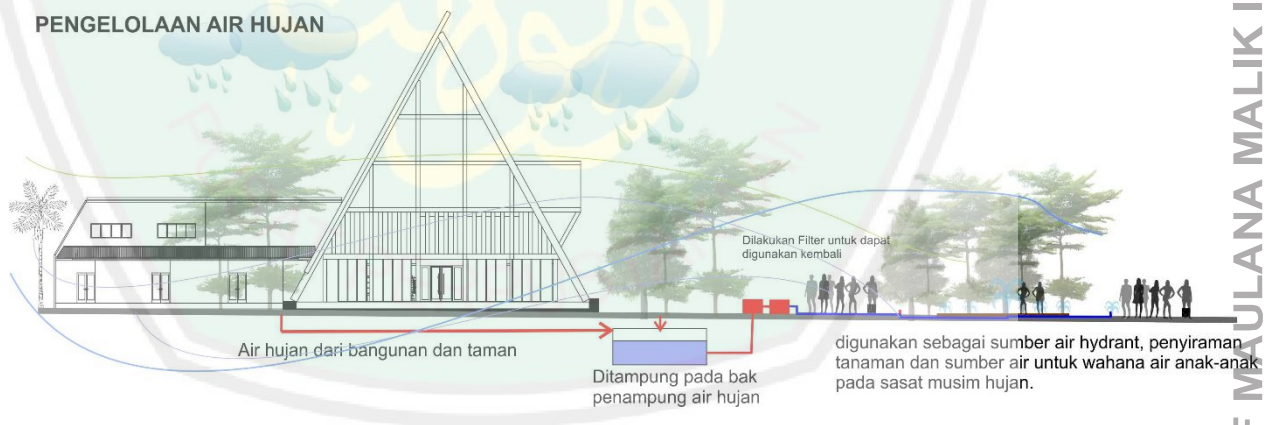 PENGELOLAAN AIR HUJAN
Dilakukan Filter untuk dapat
digunakan kembali
Air hujan dari bangunan dan taman
Ditampung pada bak
penampung air hujan
digunakan sebagai sumber air hydrant, penyiraman
tanaman dan sumber air untuk wahana air anak-anak
pada sasat musim hujan.
F MAULANA MALIK I